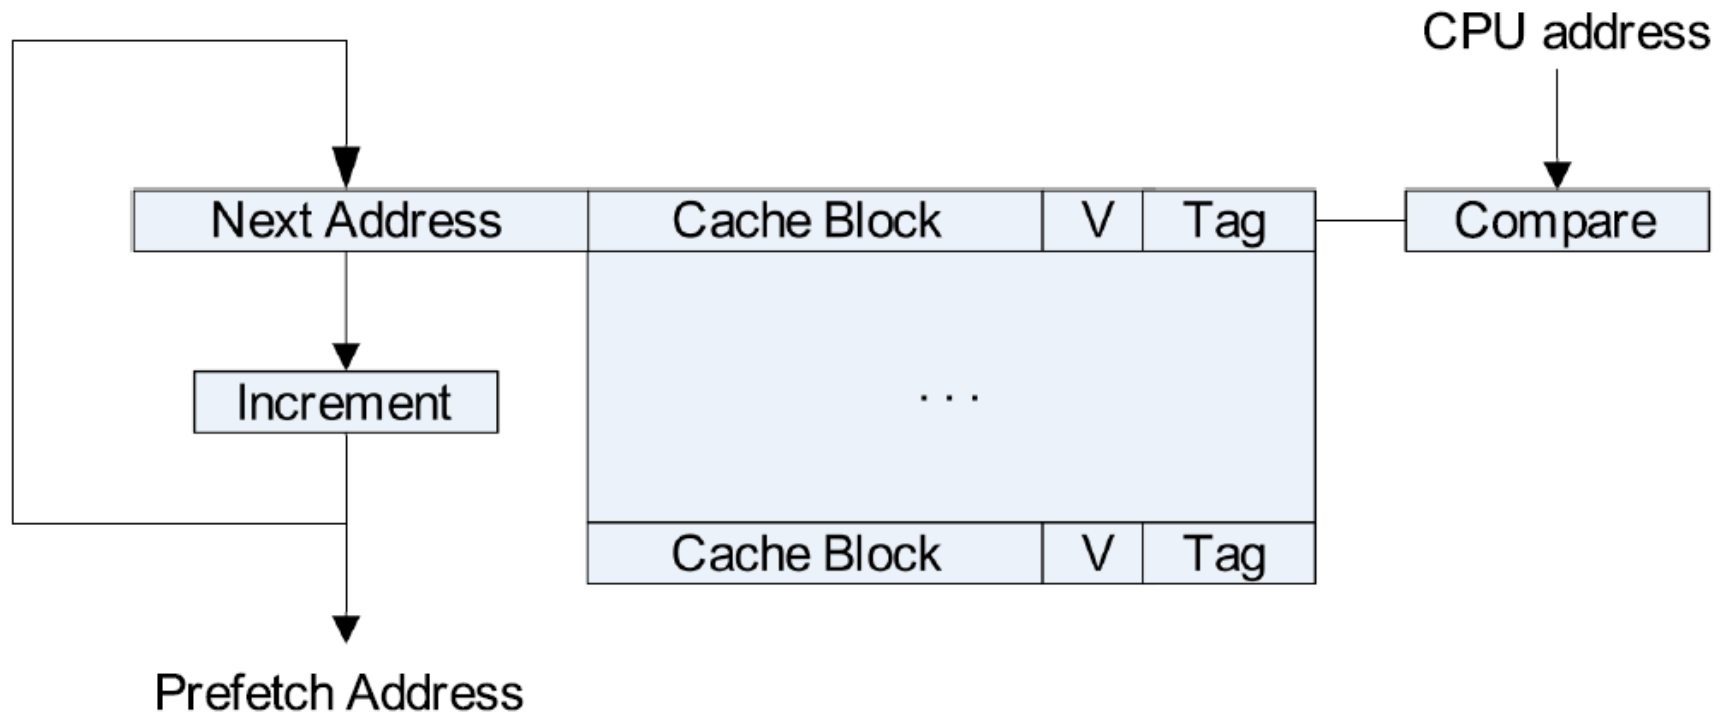 CPU address
Next Address Cache Block V Tag Compare
Increment
. . .
Cache Block V Tag
Prefetch Address